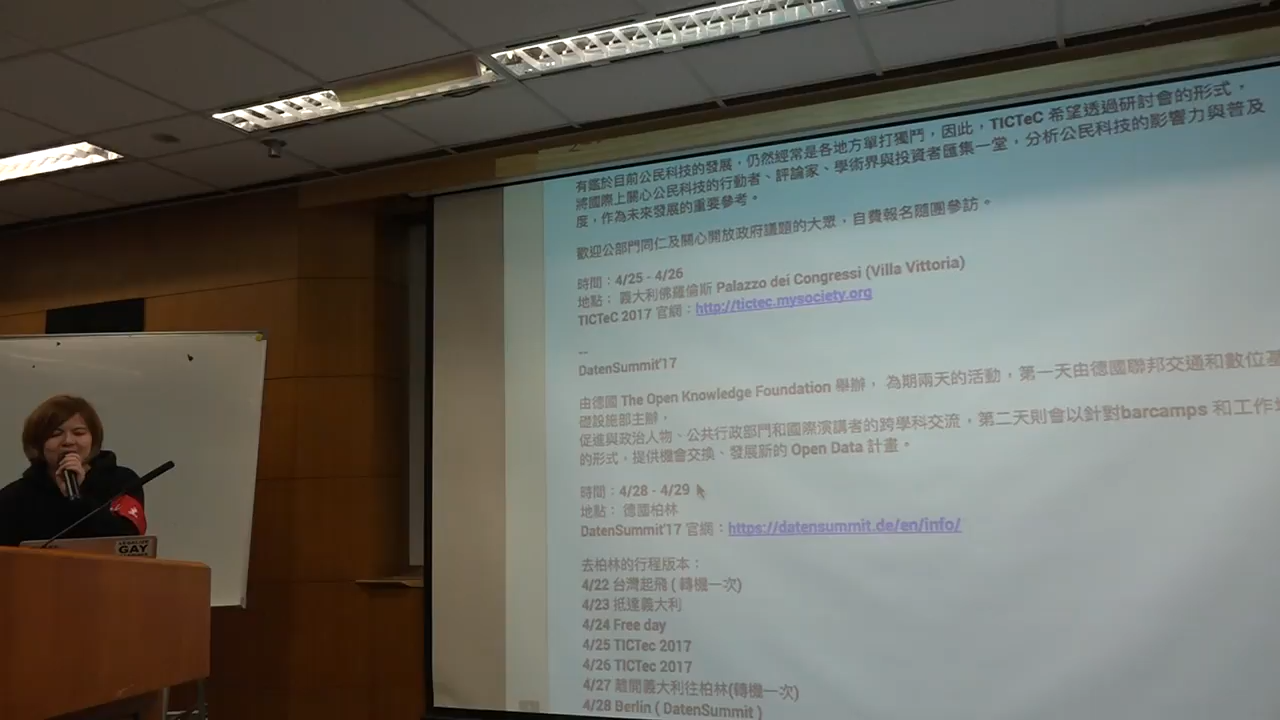 有鑑於目前公民科技的發展，仍然經常是各地方單打獨鬥，因此，TICTeC 希望透過研討會的形式，
將國際上關心公民科技的行動者、評論家、學術界與投資者匯集一堂，分析公民科技的影響力與普及
度，作為未來發展的重要參考。
歡迎公部門同仁及關心開放政府議題的大眾，自費報名隨團參訪。
時間：4/25 - 4/26
地點： 義大利佛羅倫斯 Palazzo dei Congressi (Villa Vittoria)
TICTeC 2017 官網：http://tictec.mysociety.org
--
DatenSummit'17
由德國 The Open Knowledge Foundation 舉辦， 為期兩天的活動，第一天由德國聯邦交通和數位基
礎設施部主辦，
促進與政治人物、公共行政部門和國際演講者的跨學科交流，第二天則會以針對barcamps 和工作坊
的形式，提供機會交換、發展新的 Open Data 計畫。
時間：4/28 - 4/29
地點： 德國柏林
DatenSummit'17 官網：https://datensummit.de/en/info/
去柏林的行程版本：
4/22 台灣起飛 ( 轉機一次)
4/23 抵達義大利
4/24 Free day
4/25 TICTec 2017
4/26 TICTec 2017
4/27 離開義大利往柏林(轉機一次)
4/28 Berlin ( DatenSummit )
GAY